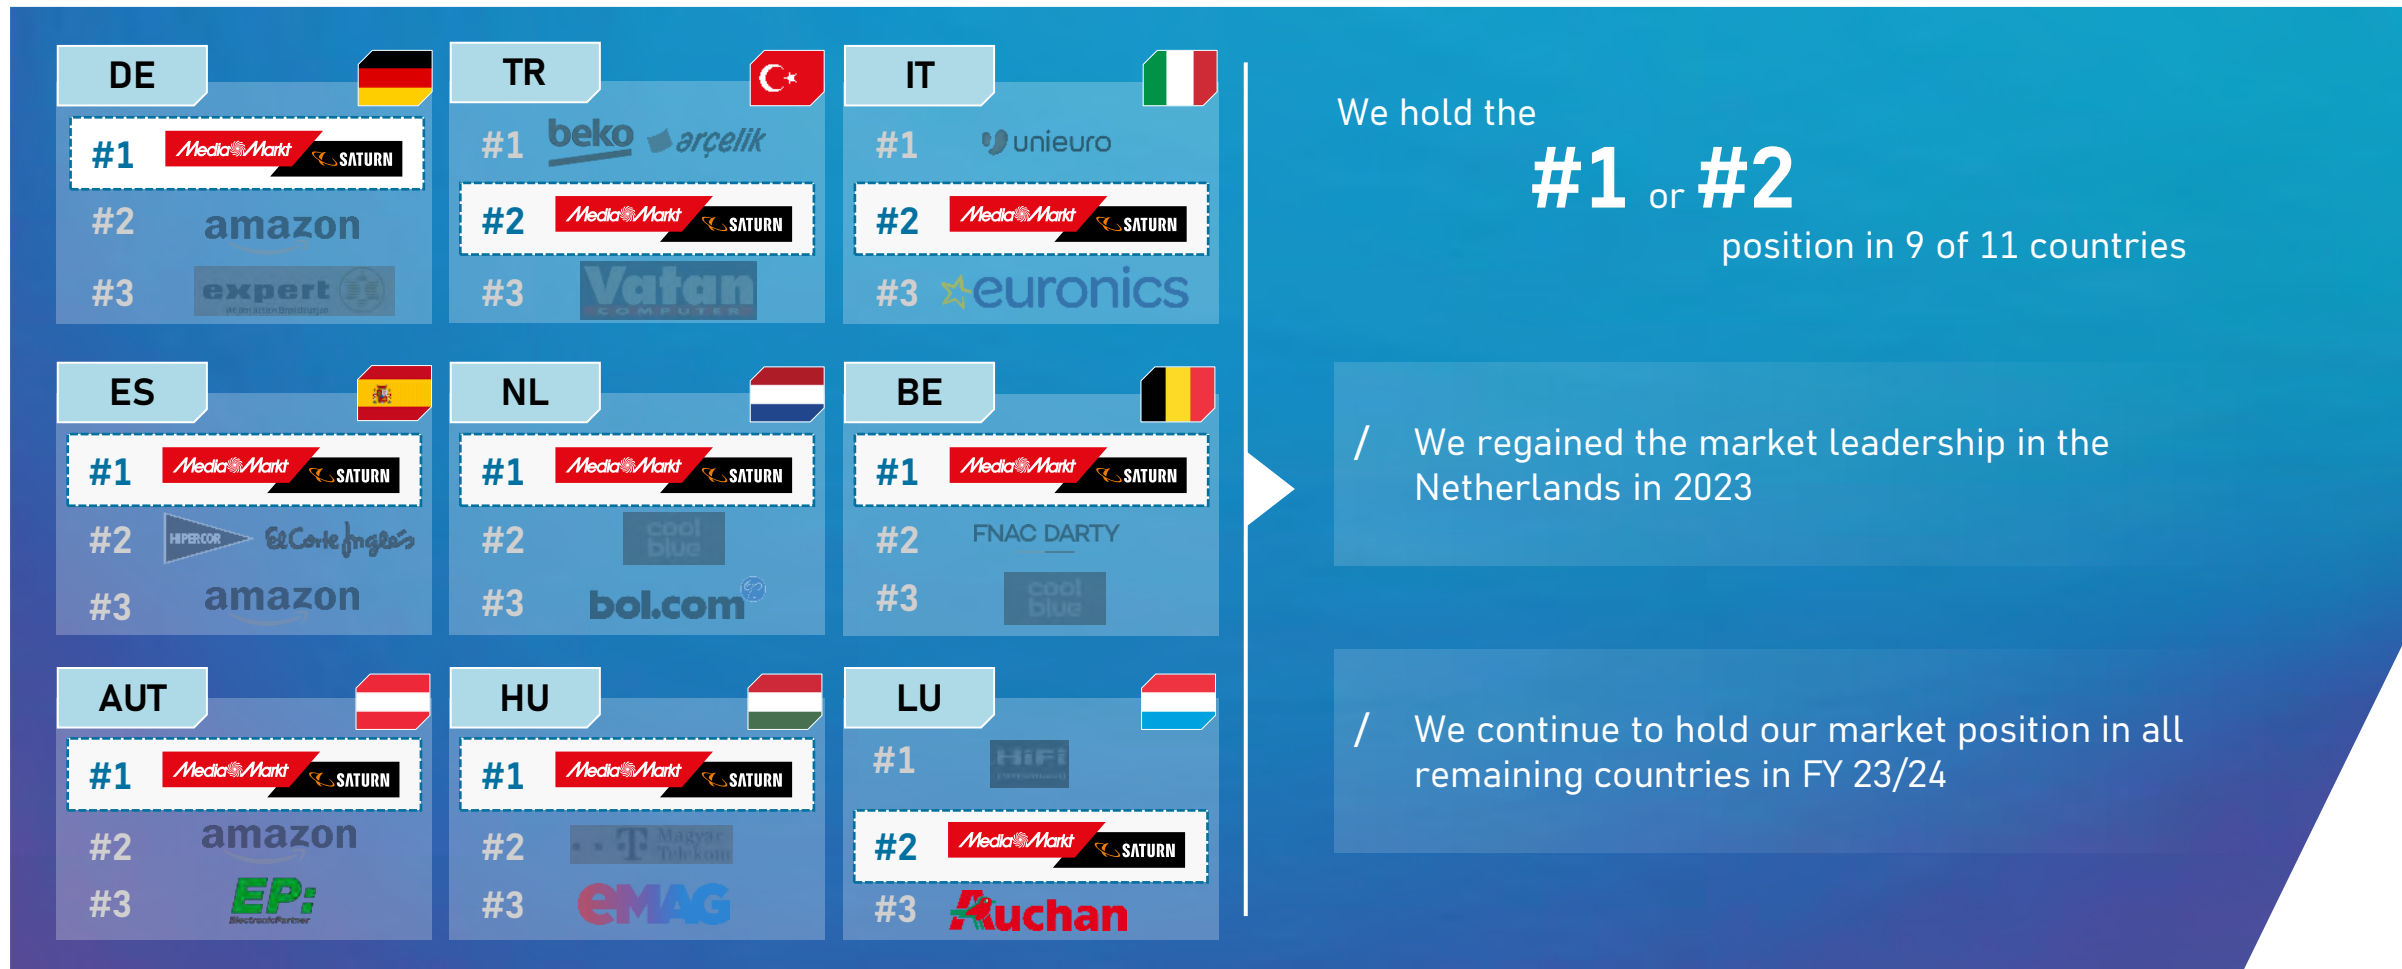 DE
#1 MediaMarkt SATURN
#2 amazon
#3 expert
TR
#1 beko arçelik
#2 MediaMarkt SATURN
#3 Vatan
COMPUTER
IT
#1 unieuro
#2 MediaMarkt SATURN
#3 euronics
ES
#1 MediaMarkt SATURN
#2 HIPERCOR El Corte Inglés
#3 amazon
NL
#1 MediaMarkt SATURN
#2 cool
blue
#3 bol.com
BE
#1 MediaMarkt SATURN
#2 FNAC DARTY
#3 cool
blue
AUT
#1 MediaMarkt SATURN
#2 amazon
#3 EP:
ElectronicPartner
HU
#1 MediaMarkt SATURN
#2 T Magyar
Telekom
#3 eMAG
LU
#1 HiFi
#2 MediaMarkt SATURN
#3 Auchan
We hold the
#1 or #2
position in 9 of 11 countries
/ We regained the market leadership in the
Netherlands in 2023
/ We continue to hold our market position in all
remaining countries in FY 23/24